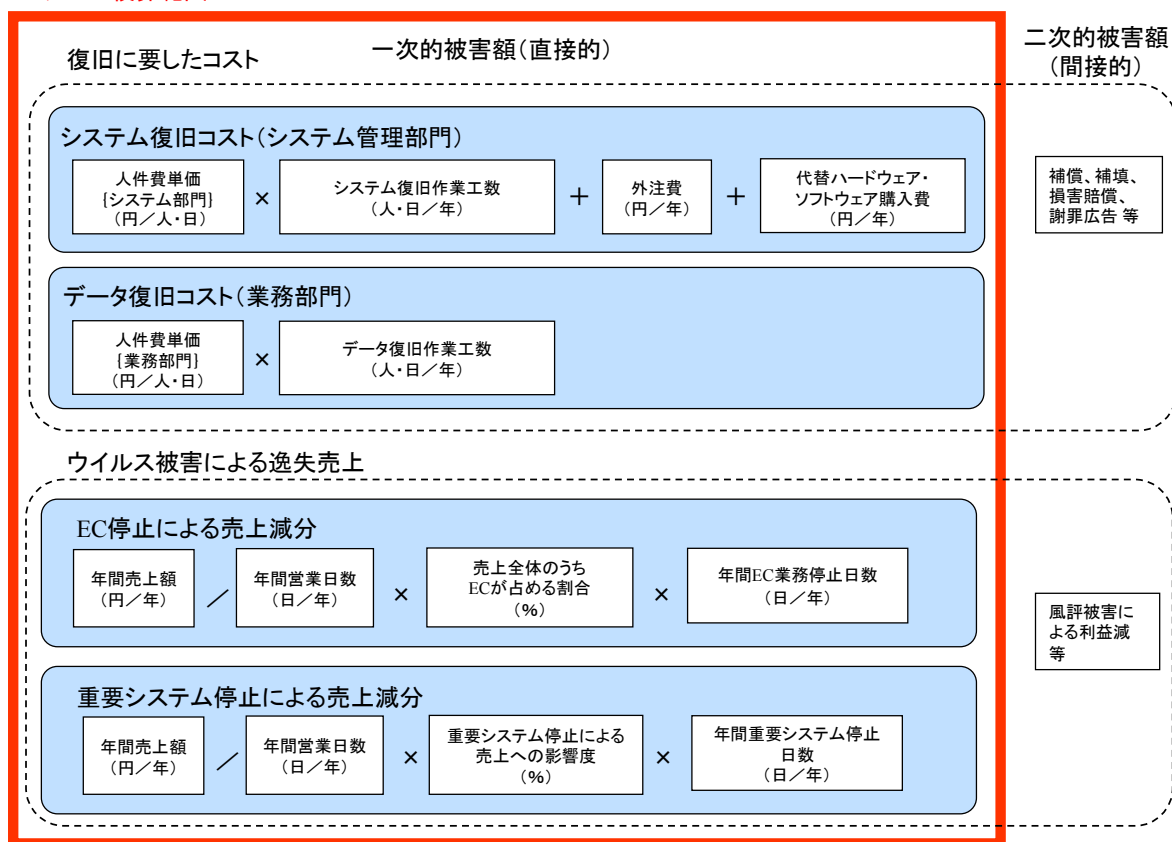 一次的被害額(直接的)
二次的被害額
(間接的)
復旧に要したコスト
システム復旧コスト(システム管理部門)
人件費単価
{システム部門}
(円/人・日)
×
システム復旧作業工数
(人・日/年)
+
外注費
(円/年)
+
代替ハードウェア・
ソフトウェア購入費
(円/年)
補償、補填、
損害賠償、
謝罪広告 等
データ復旧コスト(業務部門)
人件費単価
{業務部門}
(円/人・日)
×
データ復旧作業工数
(人・日/年)
ウイルス被害による逸失売上
EC停止による売上減分
年間売上額
(円/年)
/
年間営業日数
(日/年)
×
売上全体のうち
ECが占める割合
(%)
×
年間EC業務停止日数
(日/年)
風評被害に
よる利益減
等
重要システム停止による売上減分
年間売上額
(円/年)
/
年間営業日数
(日/年)
×
重要システム停止による
売上への影響度
(%)
×
年間重要システム停止
日数
(日/年)